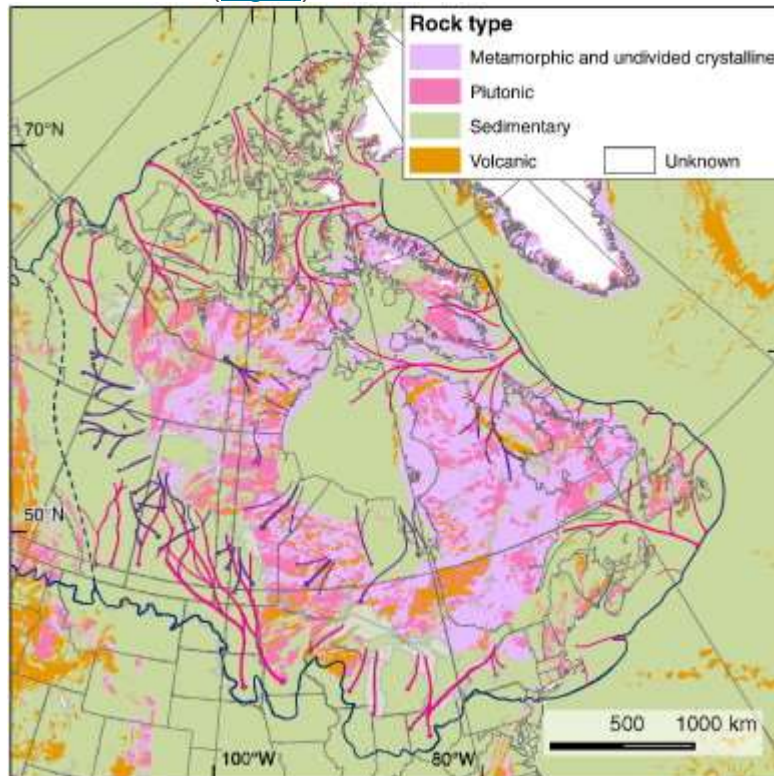 Rock type
Metamorphic and undivided crystalline
Plutonic
Sedimentary
Volcanic
Unknown
70°N
50°N
100°W
80°W
500
1000 km